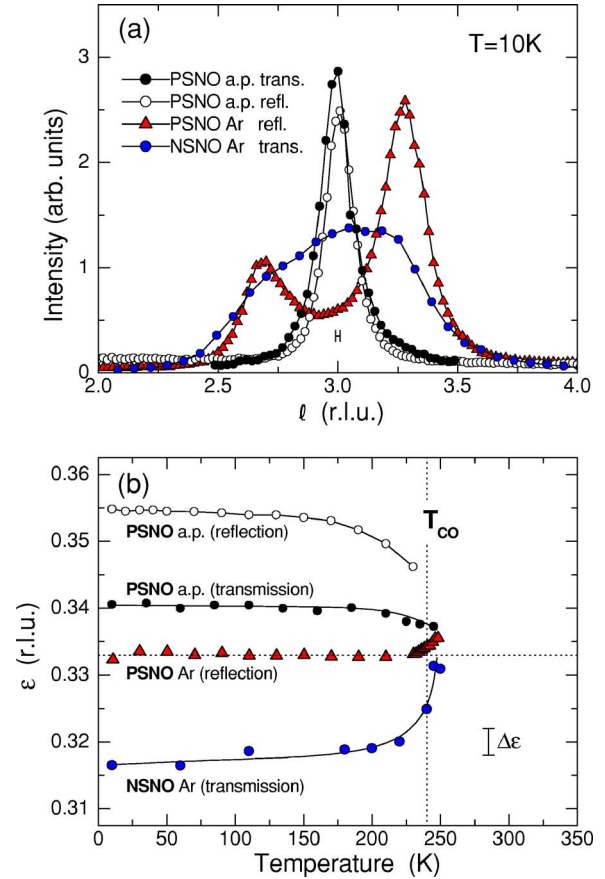 (a)
T=10K
PSNO a.p. trans.
PSNO a.p. refl.
PSNO Ar refl.
NSNO Ar trans.
Intensity (arb. units)
3
2
1
0
H
2.0 2.5 3.0 3.5 4.0
ℓ (r.l.u.)
(b)
T_CO
PSNO a.p. (reflection)
PSNO a.p. (transmission)
PSNO Ar (reflection)
NSNO Ar (transmission)
Δε
ε (r.l.u.)
0.36
0.35
0.34
0.33
0.32
0.31
0 50 100 150 200 250 300 350
Temperature (K)